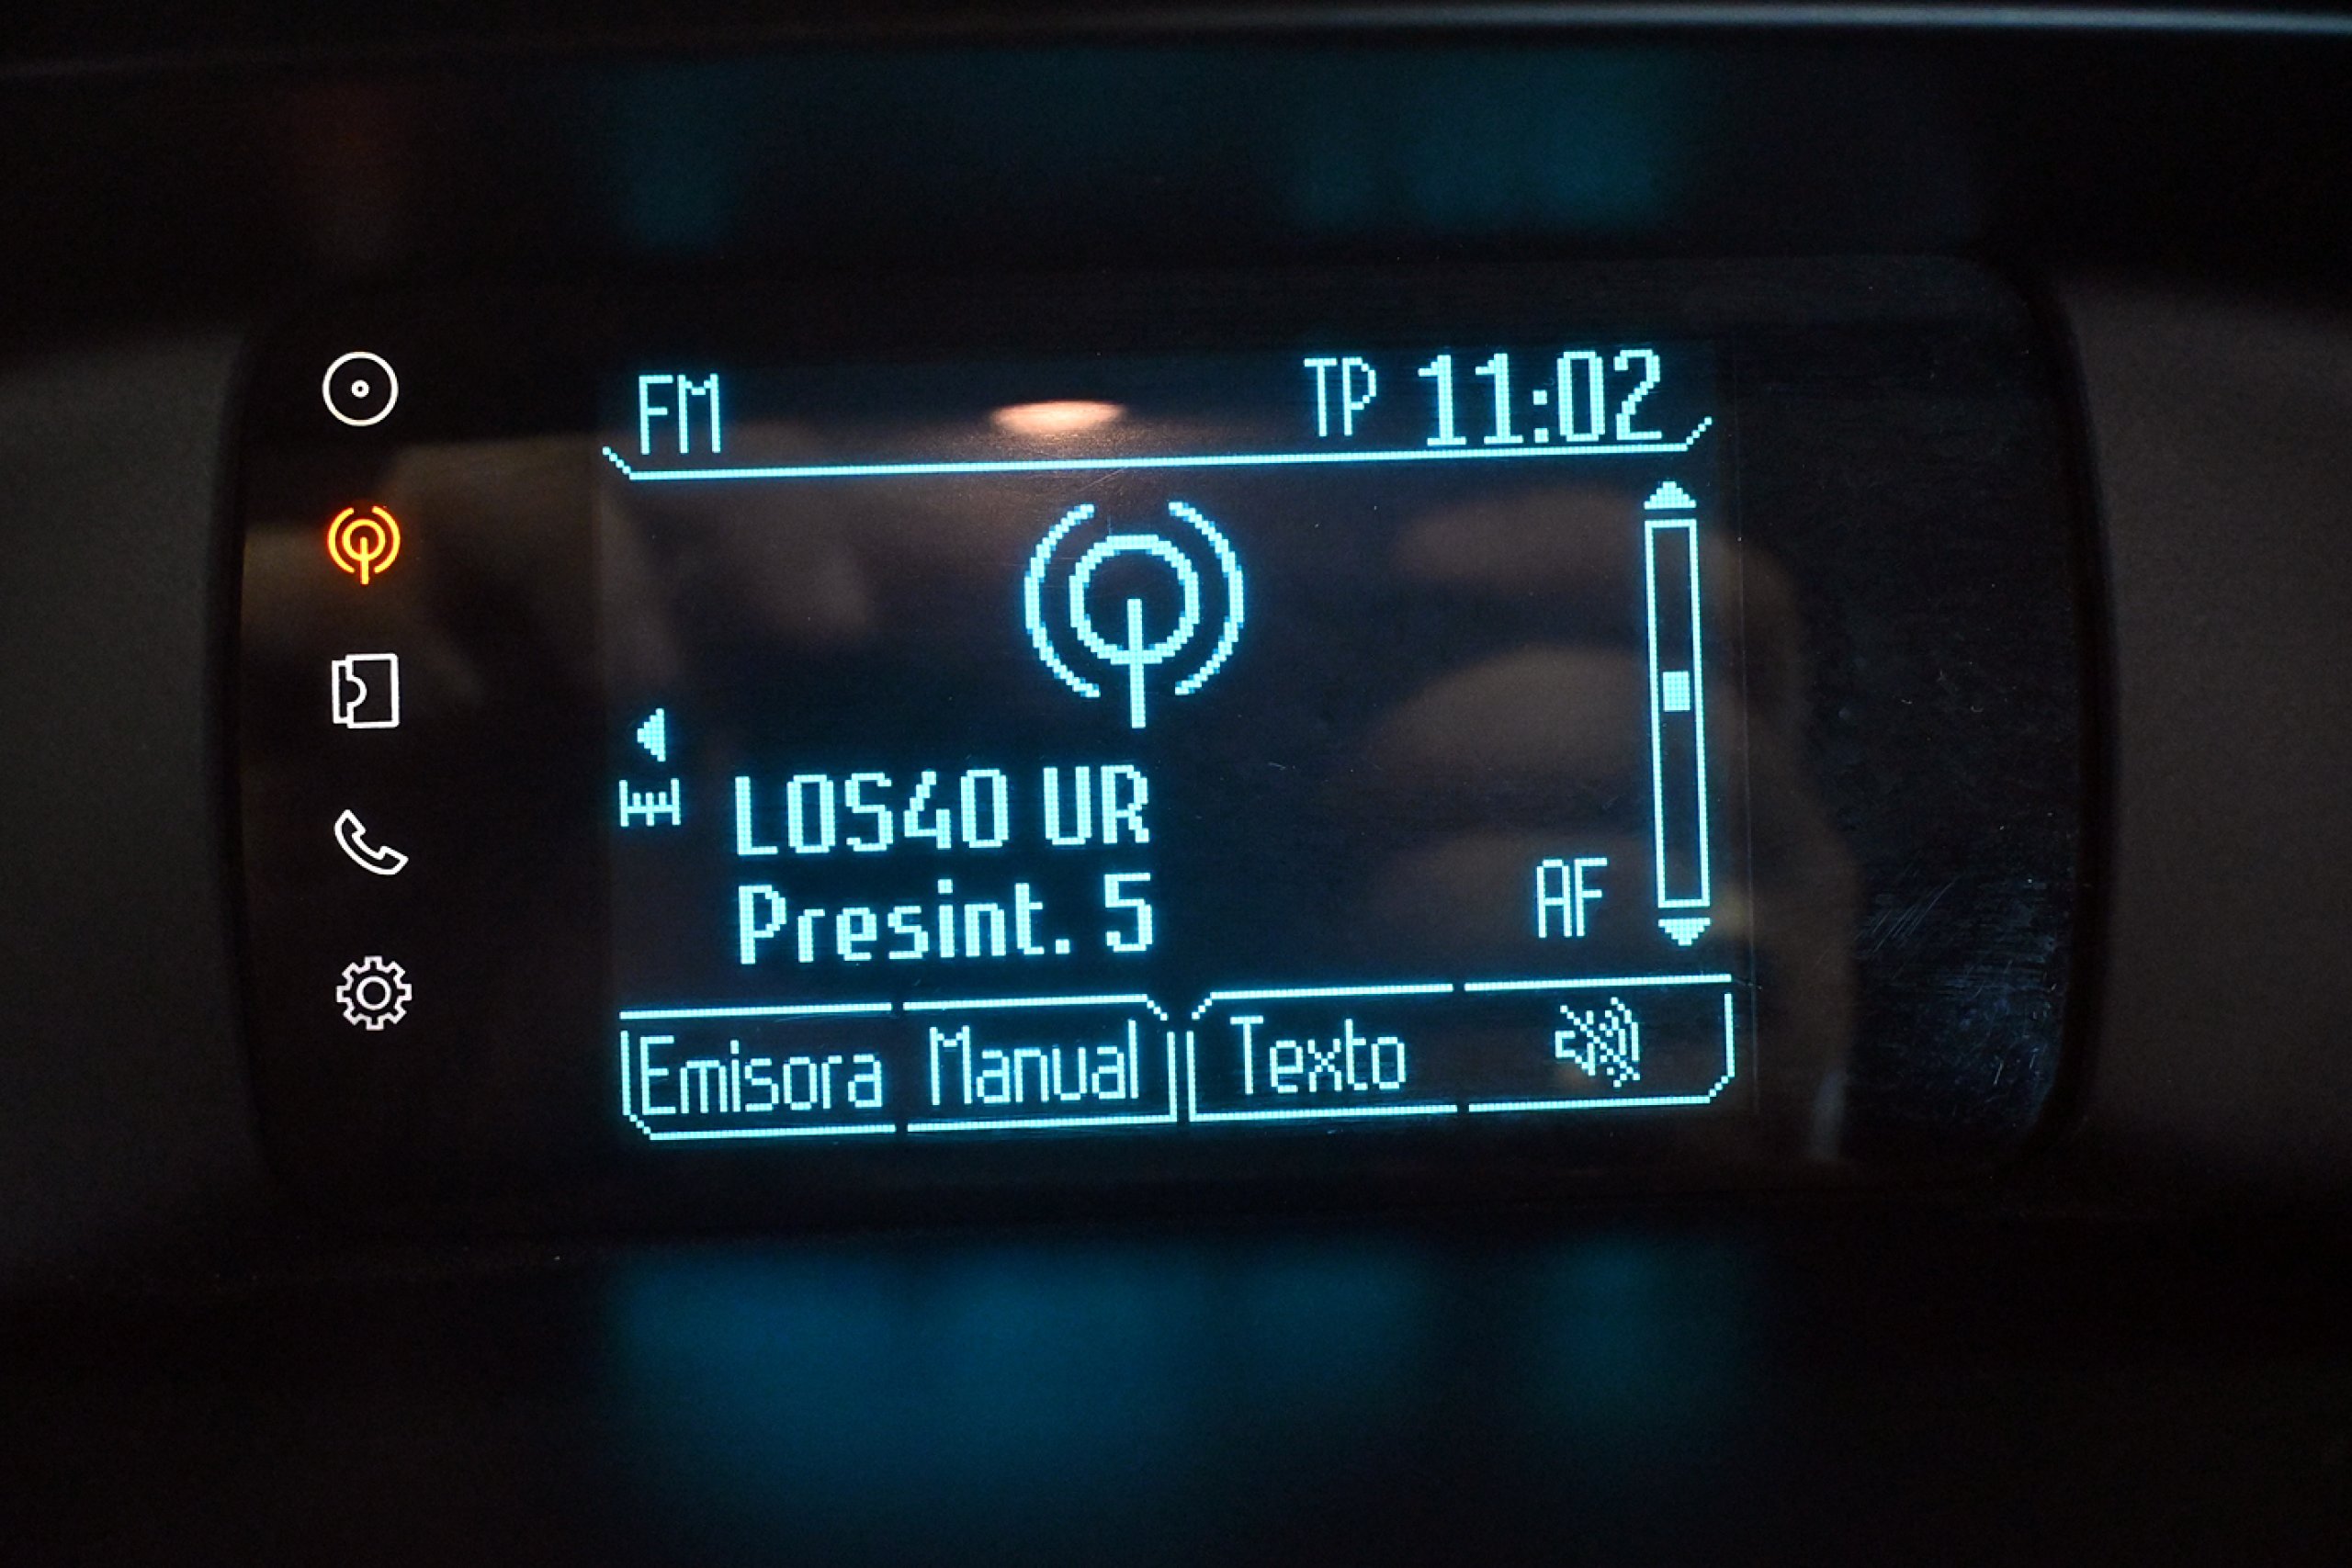 FM TP 11:02
LOS40 UR
Presint. 5
AF
Emisora Manual Texto